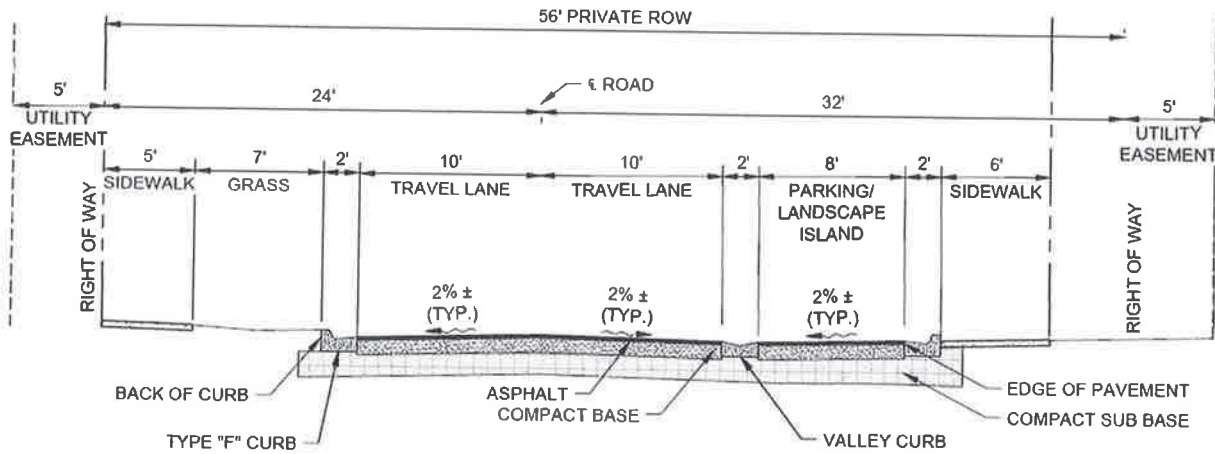 56' PRIVATE ROW
℄ ROAD
5'
24'
32'
5'
UTILITY
EASEMENT
UTILITY
EASEMENT
5'
7'
2'
10'
10'
2'
8'
2'
6'
SIDEWALK
GRASS
TRAVEL LANE
TRAVEL LANE
PARKING/
LANDSCAPE
ISLAND
SIDEWALK
RIGHT OF WAY
RIGHT OF WAY
2% ±
(TYP.)
2% ±
(TYP.)
2% ±
(TYP.)
BACK OF CURB
ASPHALT
COMPACT BASE
EDGE OF PAVEMENT
COMPACT SUB BASE
TYPE "F" CURB
VALLEY CURB